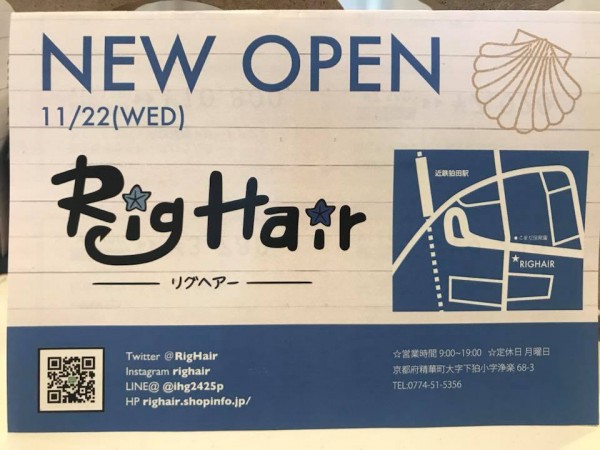 NEW OPEN
11/22(WED)
RigHair
リグヘアー
近鉄狛田駅
RIGHAIR
Twitter @RigHair
Instagram righair
LINE@ @ihg2425p
HP righair.shopinfo.jp/
☆営業時間 9:00~19:00 ☆定休日 月曜日
京都府精華町大字下狛小字浄楽 68-3
TEL:0774-51-5356